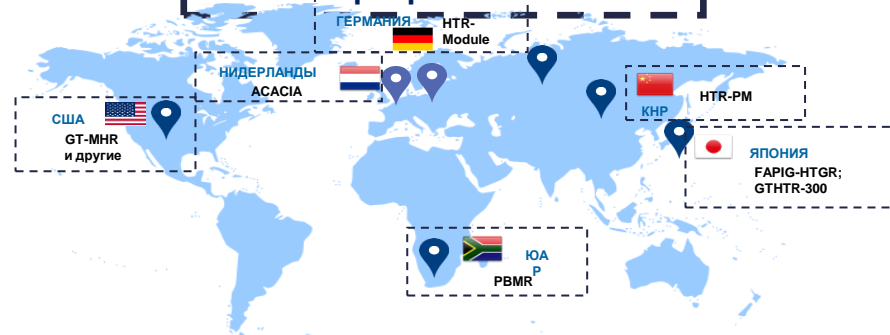 ГЕРМАНИЯ
HTR-
Module
НИДЕРЛАНДЫ
ACACIA
США
GT-MHR
и другие
КНР
HTR-PM
ЯПОНИЯ
FAPIG-HTGR;
GTHTR-300
ЮА
Р
PBMR